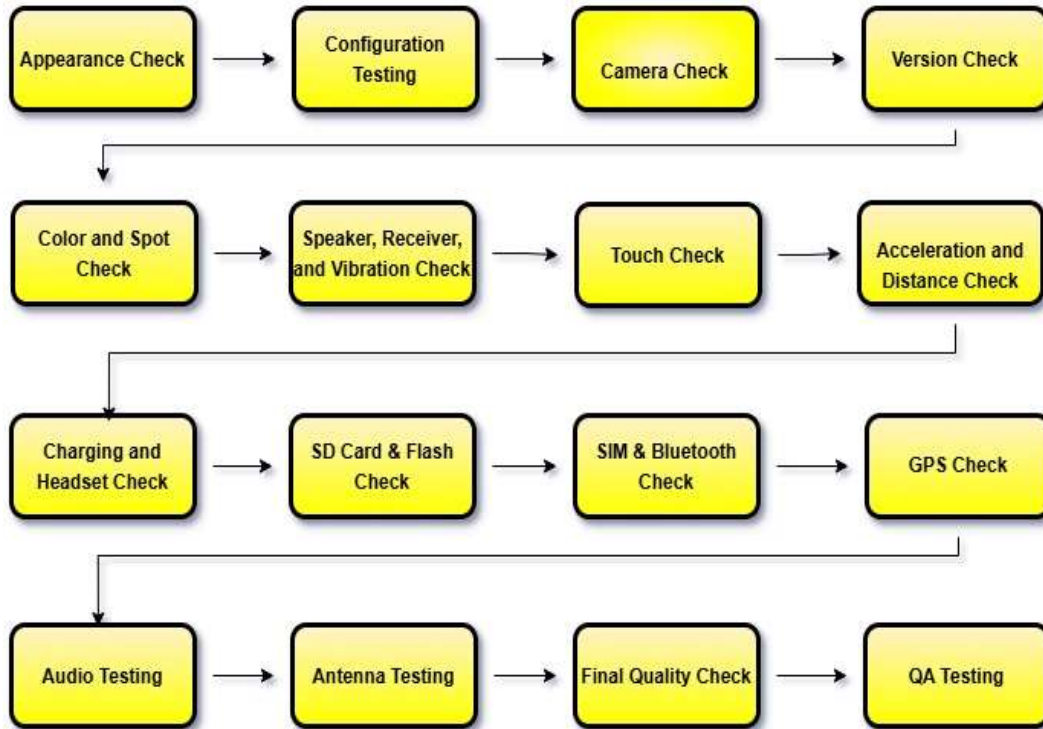 Appearance Check
Configuration
Testing
Camera Check
Version Check
Color and Spot
Check
Speaker, Receiver,
and Vibration Check
Touch Check
Acceleration and
Distance Check
Charging and
Headset Check
SD Card & Flash
Check
SIM & Bluetooth
Check
GPS Check
Audio Testing
Antenna Testing
Final Quality Check
QA Testing